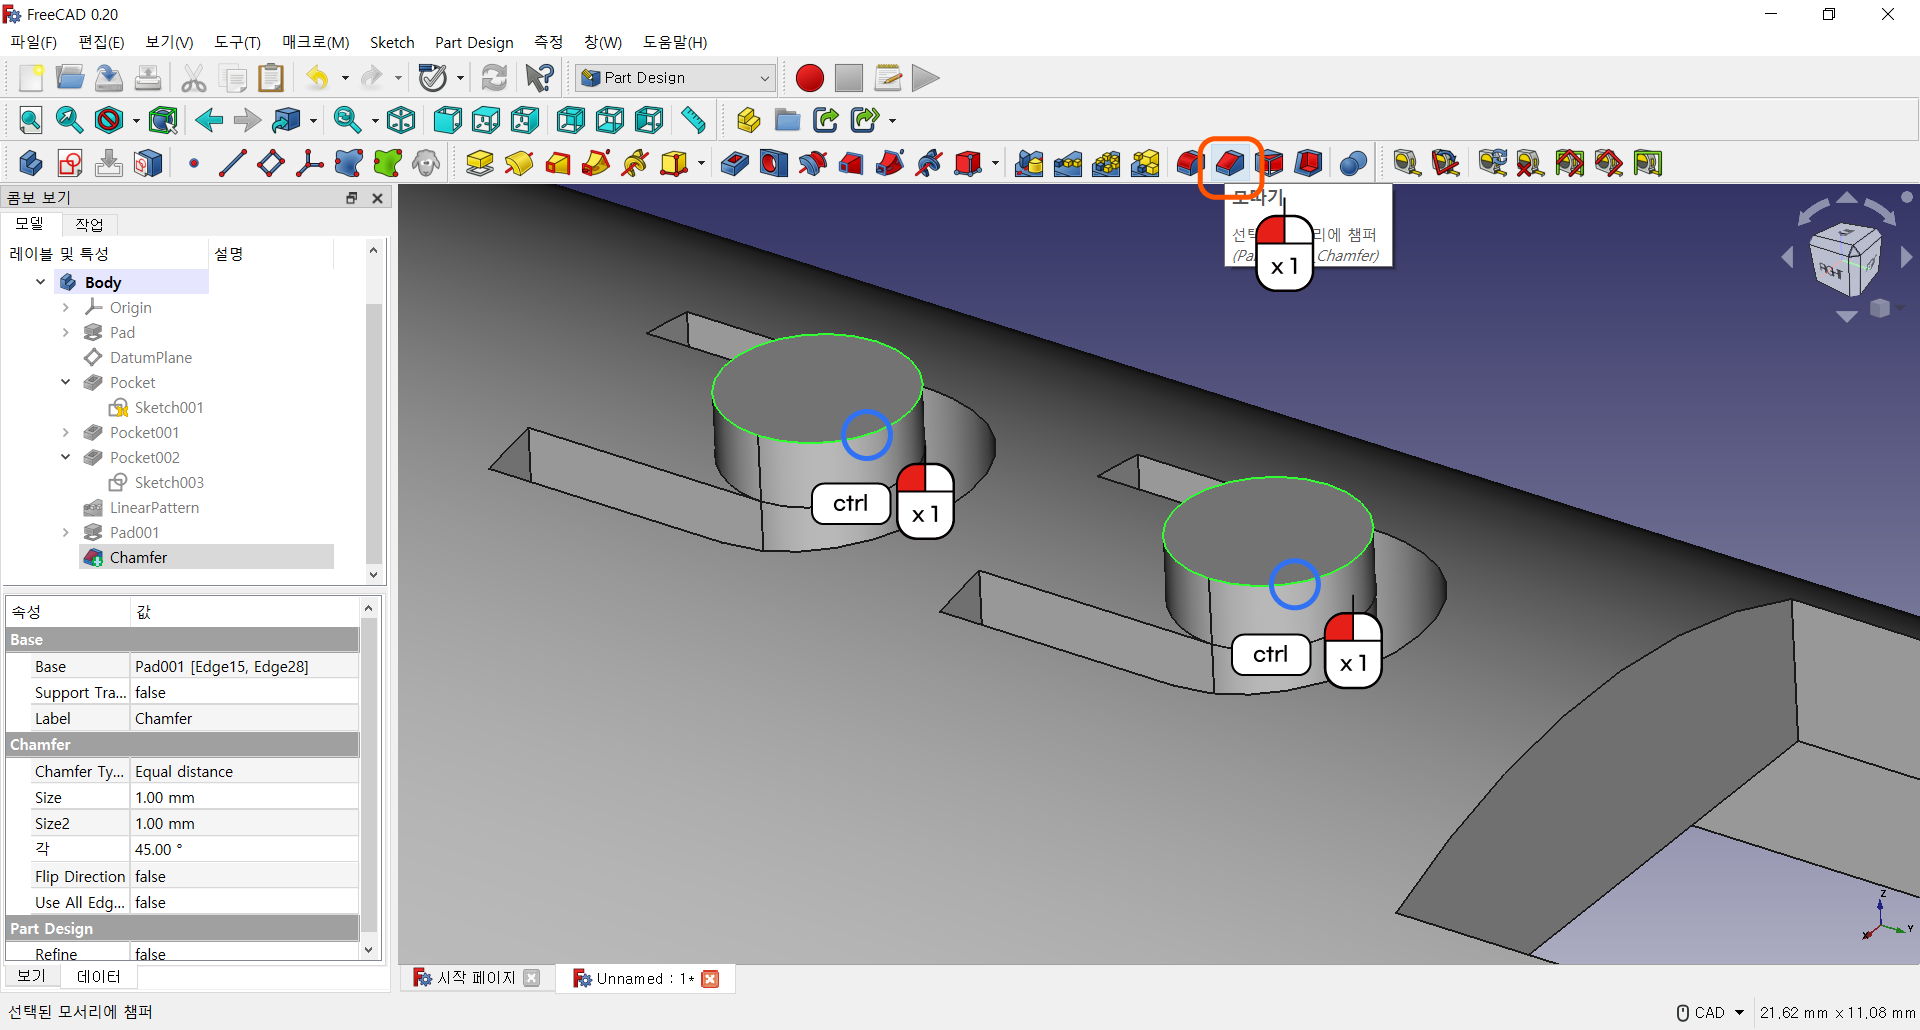 FreeCAD 0.20
파일(F) 편집(E) 보기(V) 도구(T) 매크로(M) Sketch Part Design 측정 창(W) 도움말(H)
Part Design
콤보 보기
모델 작업
레이블 및 특성 설명
Body
Origin
Pad
DatumPlane
Pocket
Sketch001
Pocket001
Pocket002
Sketch003
LinearPattern
Pad001
Chamfer
속성 값
Base
Base Pad001 [Edge15, Edge28]
Support Tra... false
Label Chamfer
Chamfer
Chamfer Ty... Equal distance
Size 1.00 mm
Size2 1.00 mm
각 45.00 °
Flip Direction false
Use All Edg... false
Part Design
Refine false
보기 데이터
모따기
리에 챔퍼
Chamfer)
x 1
ctrl
x 1
ctrl
x 1
RIGHT
Z
Y
X
시작 페이지 Unnamed : 1*
선택된 모서리에 챔퍼
CAD 21.62 mm x 11.08 mm